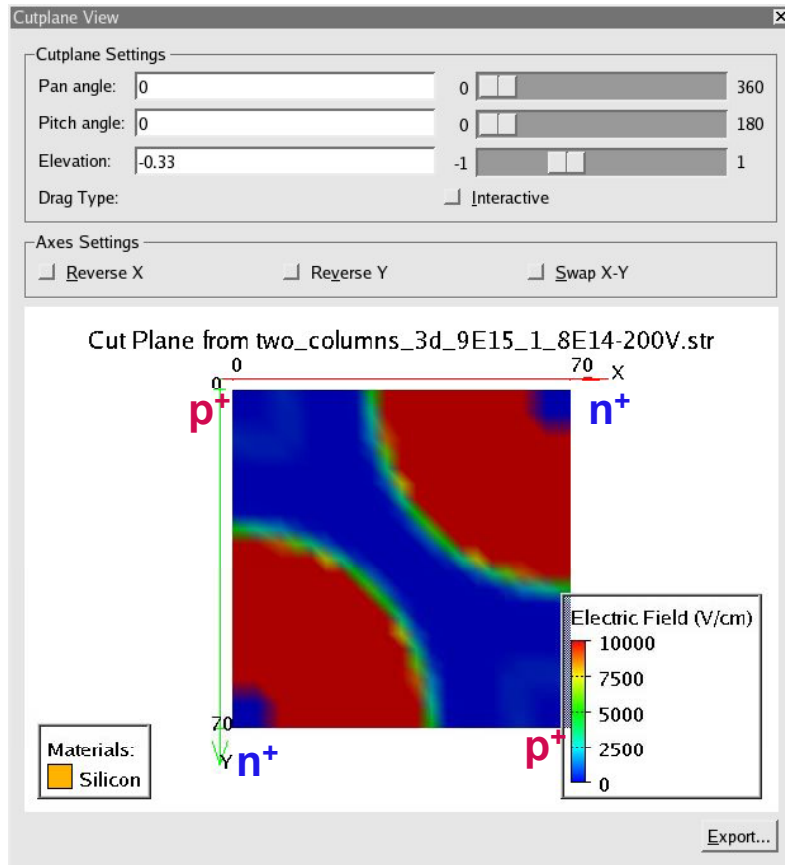 Cutplane View
Cutplane Settings
Pan angle: 0 0 360
Pitch angle: 0 0 180
Elevation: -0.33 -1 1
Drag Type: Interactive
Axes Settings
Reverse X Reverse Y Swap X-Y
Cut Plane from two_columns_3d_9E15_1_8E14-200V.str
0 70 X
0
p+ n+
Electric Field (V/cm)
10000
7500
5000
2500
0
70
Y n+ p+
Materials:
Silicon
Export...